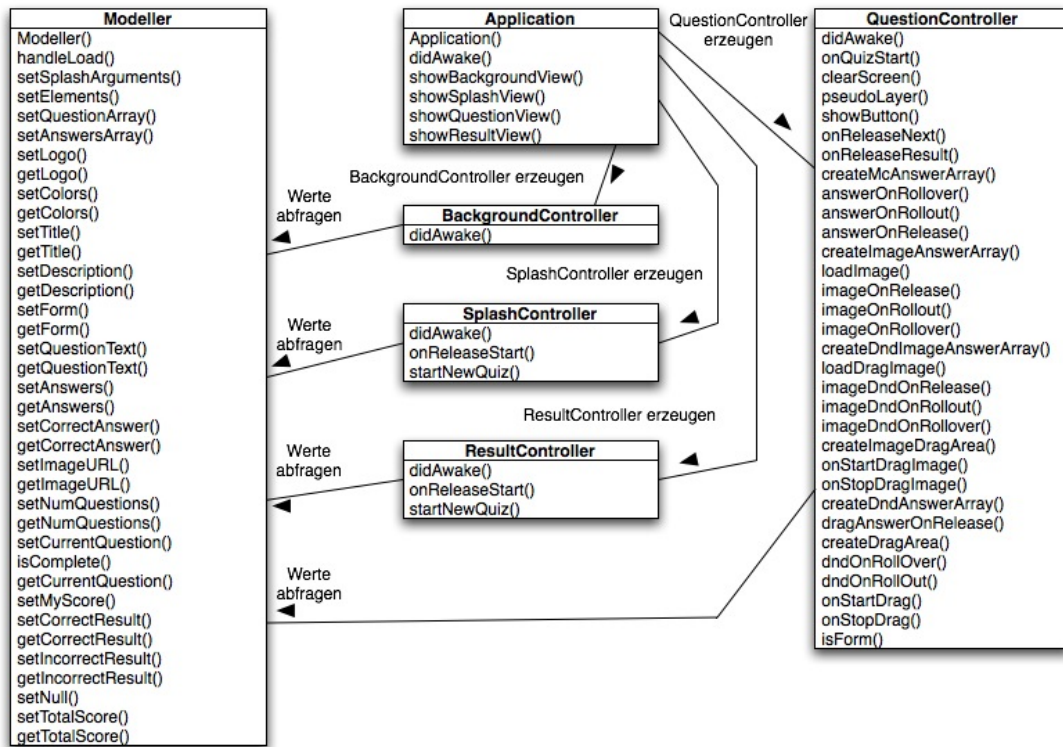 Modeller
Modeller()
handleLoad()
setSplashArguments()
setElements()
setQuestionArray()
setAnswersArray()
setLogo()
getLogo()
setColors()
getColors()
setTitle()
getTitle()
setDescription()
getDescription()
setForm()
getForm()
setQuestionText()
getQuestionText()
setAnswers()
getAnswers()
setCorrectAnswer()
getCorrectAnswer()
setImageURL()
getImageURL()
setNumQuestions()
getNumQuestions()
setCurrentQuestion()
isComplete()
getCurrentQuestion()
setMyScore()
setCorrectResult()
getCorrectResult()
setIncorrectResult()
getIncorrectResult()
setNull()
setTotalScore()
getTotalScore()
Application
Application()
didAwake()
showBackgroundView()
showSplashView()
showQuestionView()
showResultView()
QuestionController
erzeugen
BackgroundController erzeugen
Werte
abfragen
BackgroundController
didAwake()
SplashController erzeugen
Werte
abfragen
SplashController
didAwake()
onReleaseStart()
startNewQuiz()
ResultController erzeugen
Werte
abfragen
ResultController
didAwake()
onReleaseStart()
startNewQuiz()
Werte
abfragen
QuestionController
didAwake()
onQuizStart()
clearScreen()
pseudoLayer()
showButton()
onReleaseNext()
onReleaseResult()
createMcAnswerArray()
answerOnRollover()
answerOnRollout()
answerOnRelease()
createImageAnswerArray()
loadImage()
imageOnRelease()
imageOnRollout()
imageOnRollover()
createDndImageAnswerArray()
loadDragImage()
imageDndOnRelease()
imageDndOnRollout()
imageDndOnRollover()
createImageDragArea()
onStartDragImage()
onStopDragImage()
createDndAnswerArray()
dragAnswerOnRelease()
createDragArea()
dndOnRollOver()
dndOnRollOut()
onStartDrag()
onStopDrag()
isForm()